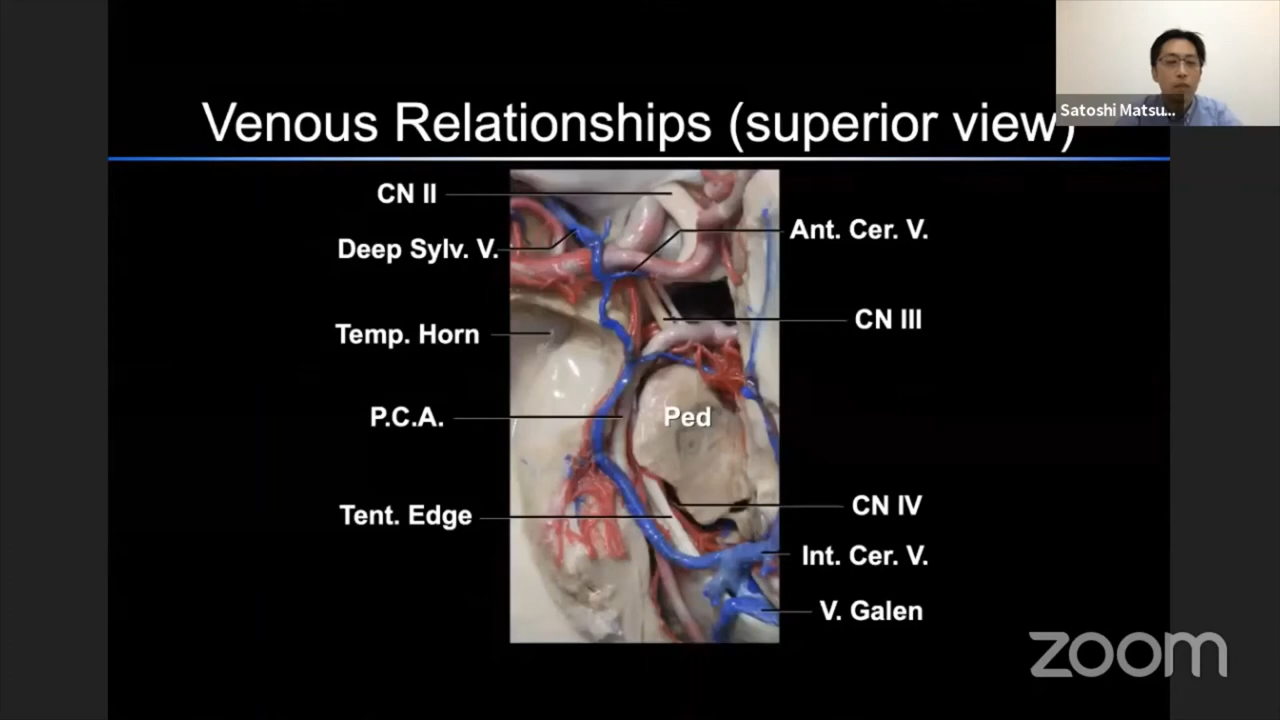 Satoshi Matsu...
Venous Relationships (superior view)
CN II
Ant. Cer. V.
Deep Sylv. V.
CN III
Temp. Horn
P.C.A.
Ped
CN IV
Tent. Edge
Int. Cer. V.
V. Galen
zoom